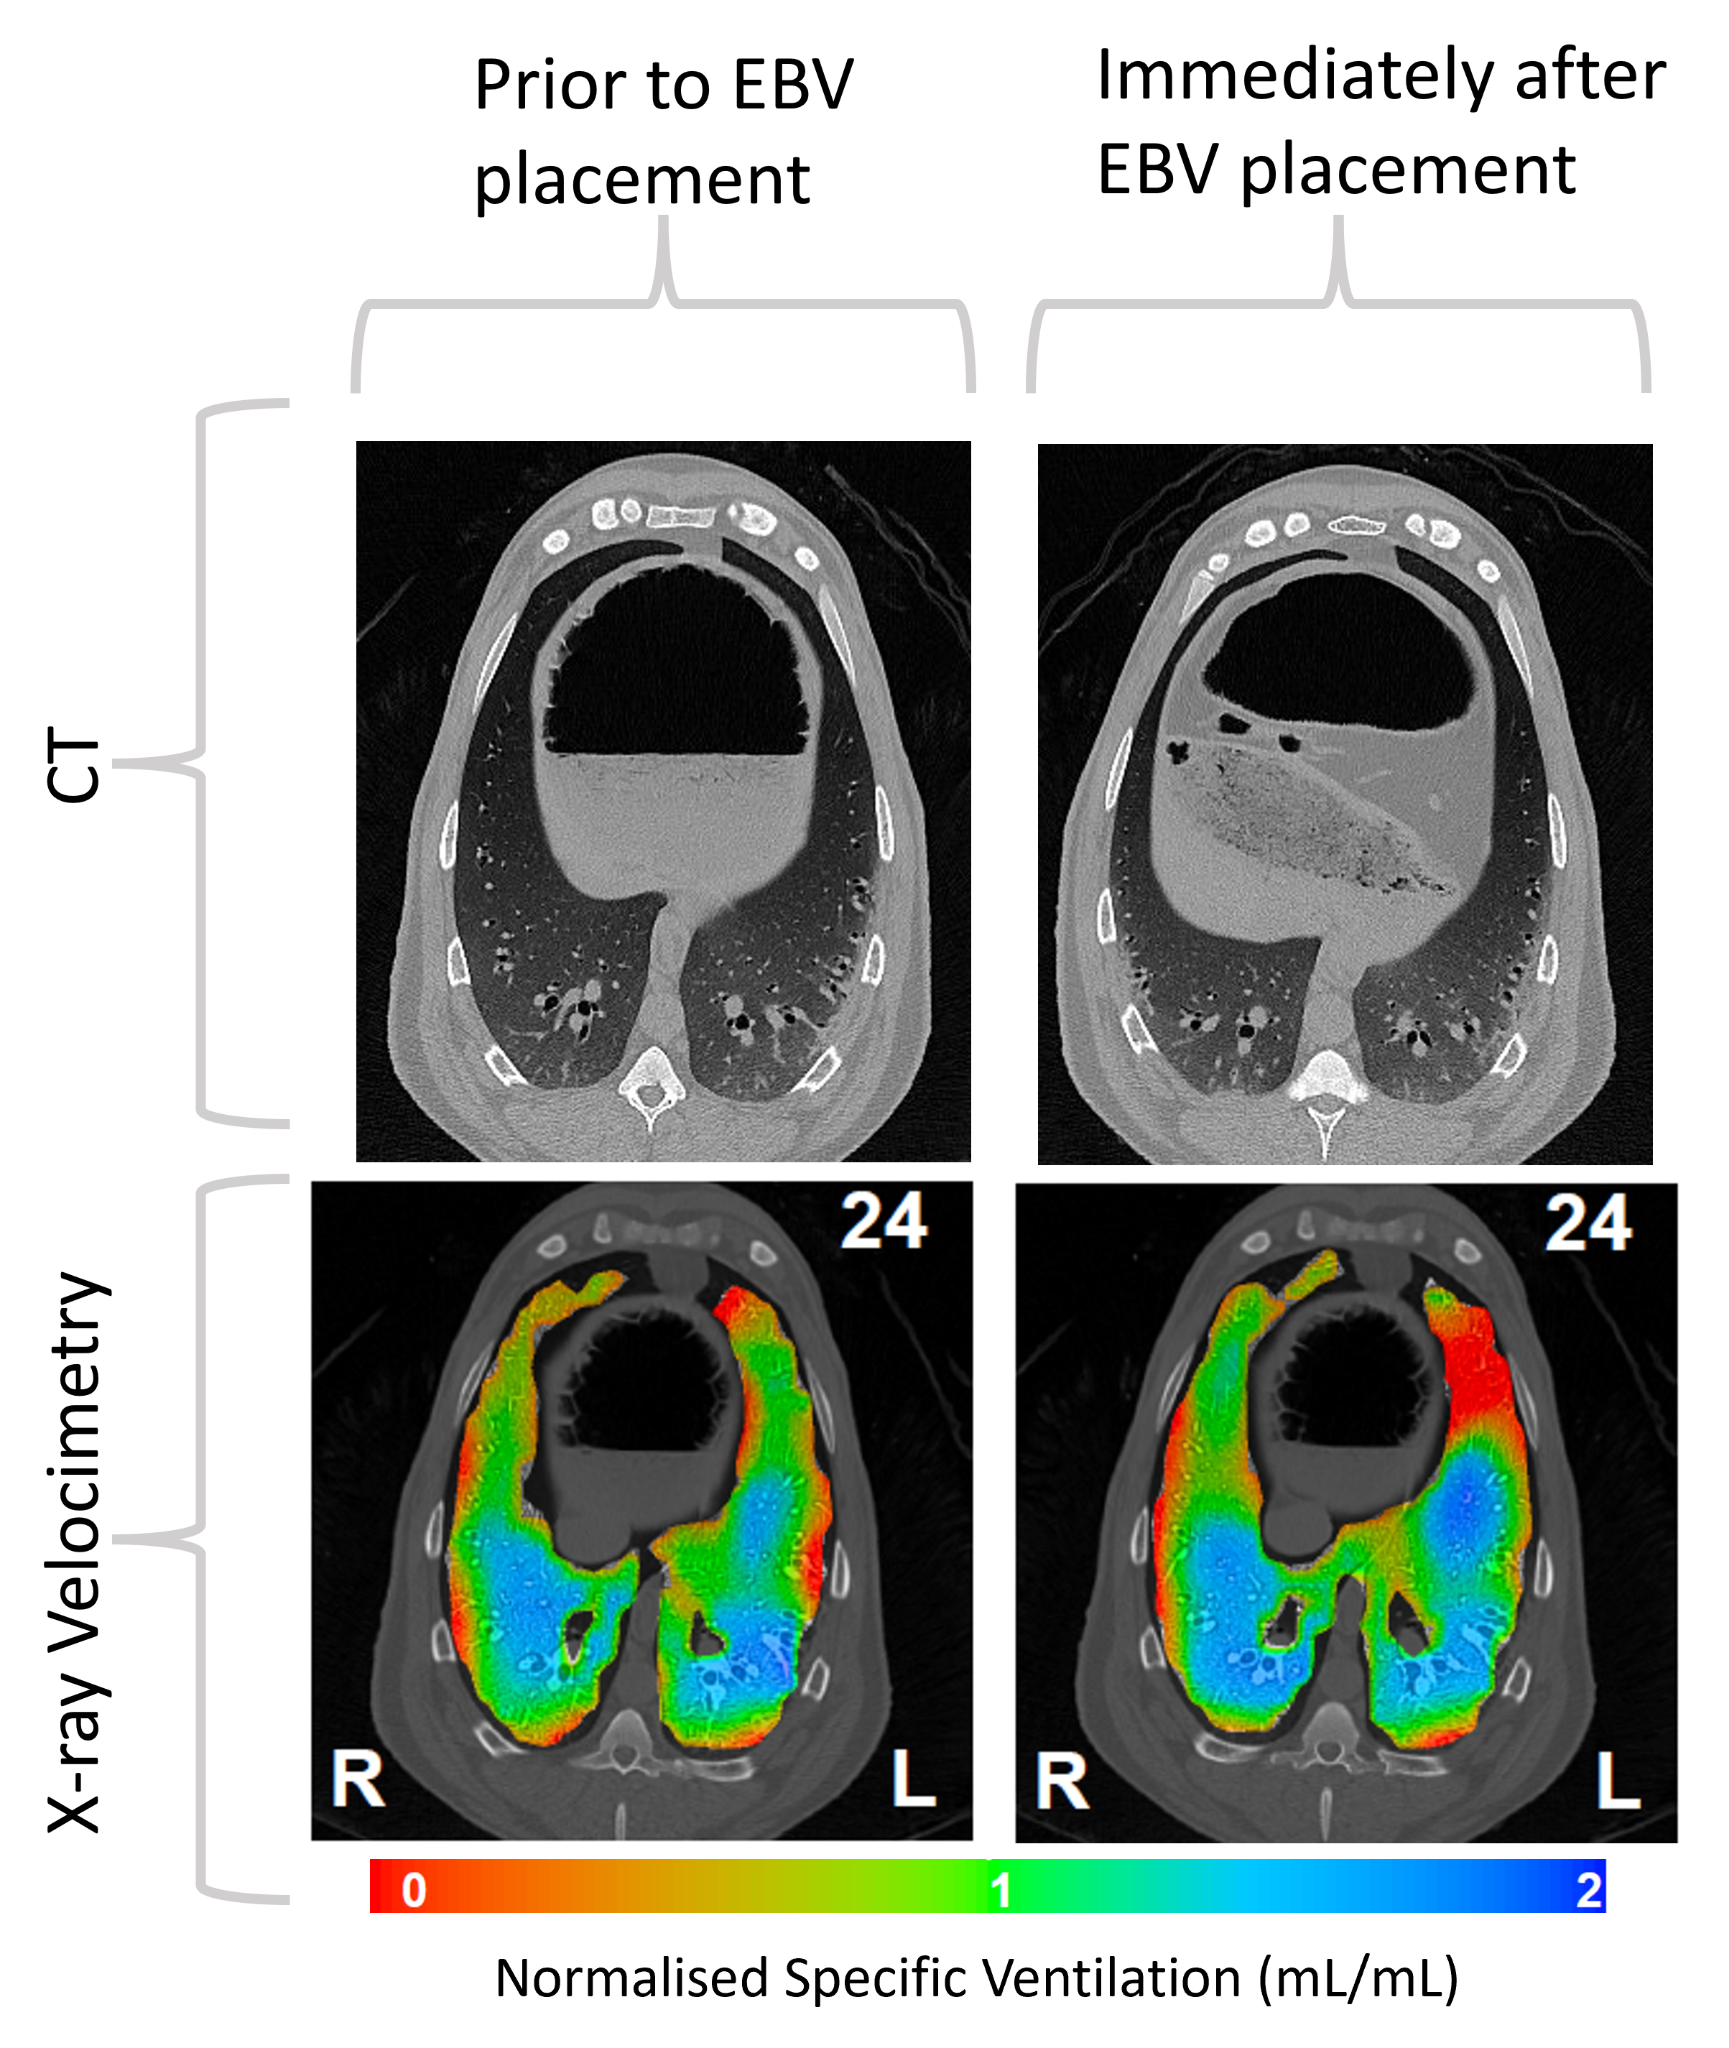 Prior to EBV
placement
Immediately after
EBV placement
CT
X-ray Velocimetry
24
R
L
24
R
L
0
1
2
Normalised Specific Ventilation (mL/mL)